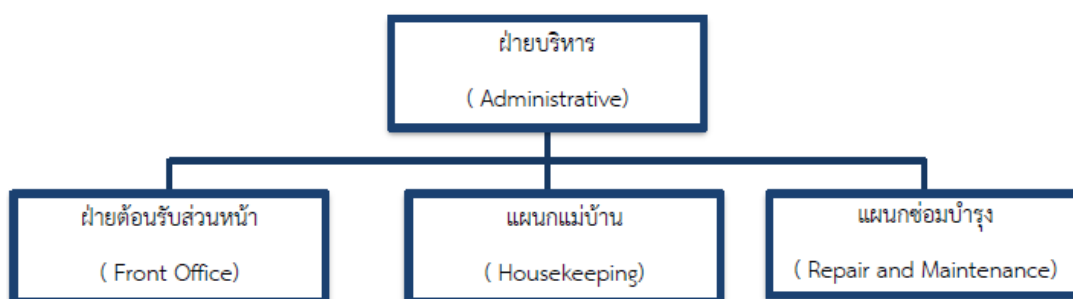 ฝ่ายบริหาร
( Administrative)
ฝ่ายต้อนรับส่วนหน้า
( Front Office)
แผนกแม่บ้าน
( Housekeeping)
แผนกซ่อมบำรุง
( Repair and Maintenance)